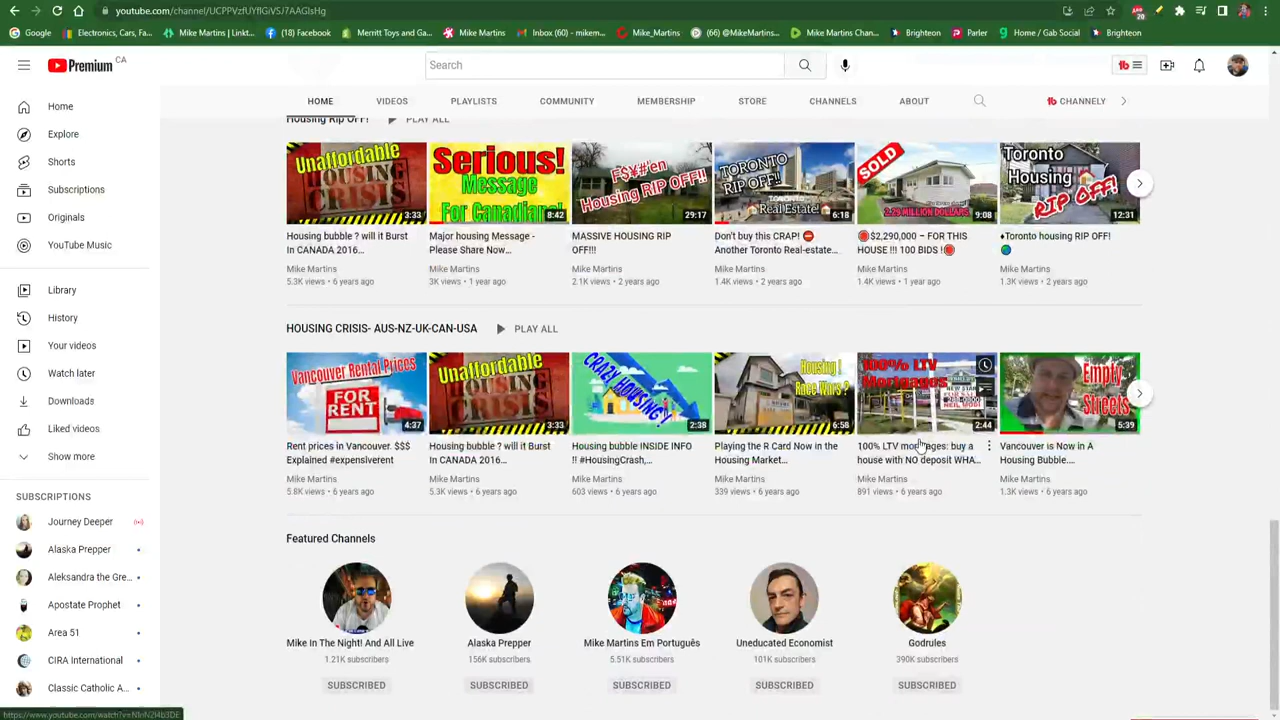 youtube.com/channel/UCPPVzfUYflGiVSJ7AAGIsHg
20
Google
Electronics, Cars, Fa...
Mike Martins | Linkt...
(18) Facebook
Merritt Toys and Ga...
Mike Martins
Inbox (60) - mikem...
Mike_Martins
(66) @MikeMartins...
Mike Martins Chan...
Brighteon
Parler
Home / Gab Social
Brighteon
Premium CA
Search
HOME
VIDEOS
PLAYLISTS
COMMUNITY
MEMBERSHIP
STORE
CHANNELS
ABOUT
CHANNELY
Home
Explore
Shorts
Subscriptions
Originals
YouTube Music
Library
History
Your videos
Watch later
Downloads
Liked videos
Show more
SUBSCRIPTIONS
Journey Deeper
Alaska Prepper
Aleksandra the Gre...
Apostate Prophet
Area 51
CIRA International
Classic Catholic A...
Housing Rip OFF!
PLAY ALL
Unaffordable
HOUSING
CRISIS
3:33
Serious!
Message
For Canadians!
8:42
F$¥#en
Housing RIP OFF!!
29:17
TORONTO
RIP OFF!!
Real Estate!
6:18
SOLD
2.29 MILLION DOLLARS
9:08
Toronto
Housing
RIP OFF!
12:31
Housing bubble ? will it Burst
In CANADA 2016...
Mike Martins
5.3K views • 6 years ago
Major housing Message -
Please Share Now...
Mike Martins
3K views • 1 year ago
MASSIVE HOUSING RIP
OFF!!!
Mike Martins
2.1K views • 2 years ago
Don't buy this CRAP! ⛔
Another Toronto Real-estate...
Mike Martins
1.4K views • 2 years ago
🔴$2,290,000 – FOR THIS
HOUSE !!! 100 BIDS !🔴
Mike Martins
1.4K views • 1 year ago
♦Toronto housing RIP OFF!
🌎
Mike Martins
1.3K views • 2 years ago
HOUSING CRISIS- AUS-NZ-UK-CAN-USA
PLAY ALL
Vancouver Rental Prices
FOR
RENT
4:37
Unaffordable
HOUSING
CRISIS
3:33
CRAZY HOUSING!
2:38
Housing !
Race Wars ?
6:58
100% LTV
Mortgages
2:44
Empty
Streets
5:39
Rent prices in Vancouver. $$$
Explained #expensiverent
Mike Martins
5.8K views • 6 years ago
Housing bubble ? will it Burst
In CANADA 2016...
Mike Martins
5.3K views • 6 years ago
Housing bubble INSIDE INFO
!! #HousingCrash,...
Mike Martins
603 views • 6 years ago
Playing the R Card Now in the
Housing Market...
Mike Martins
339 views • 6 years ago
100% LTV mortgages: buy a
house with NO deposit WHA...
Mike Martins
891 views • 6 years ago
Vancouver is Now in A
Housing Bubble....
Mike Martins
1.3K views • 6 years ago
Featured Channels
Mike In The Night! And All Live
1.21K subscribers
SUBSCRIBED
Alaska Prepper
156K subscribers
SUBSCRIBED
Mike Martins Em Português
5.51K subscribers
SUBSCRIBED
Uneducated Economist
101K subscribers
SUBSCRIBED
Godrules
390K subscribers
SUBSCRIBED